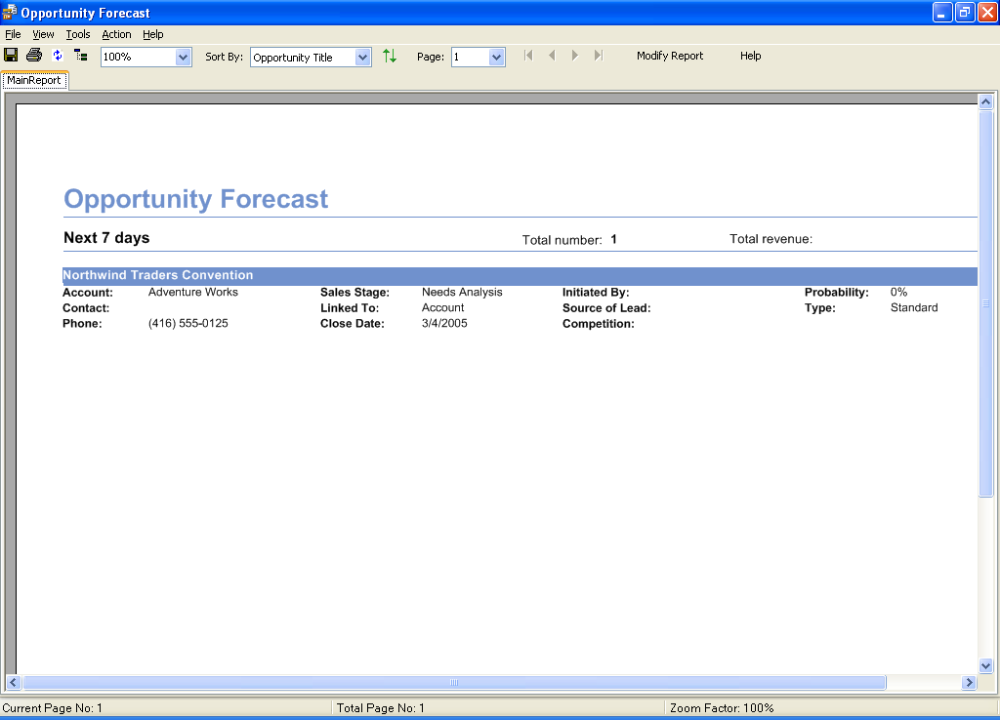 Opportunity Forecast
File View Tools Action Help
100% Sort By: Opportunity Title Page: 1 Modify Report Help
MainReport
Opportunity Forecast
Next 7 days Total number: 1 Total revenue:
Northwind Traders Convention
Account: Adventure Works Sales Stage: Needs Analysis Initiated By: Probability: 0%
Contact: Linked To: Account Source of Lead: Type: Standard
Phone: (416) 555-0125 Close Date: 3/4/2005 Competition:
Current Page No: 1 Total Page No: 1 Zoom Factor: 100%